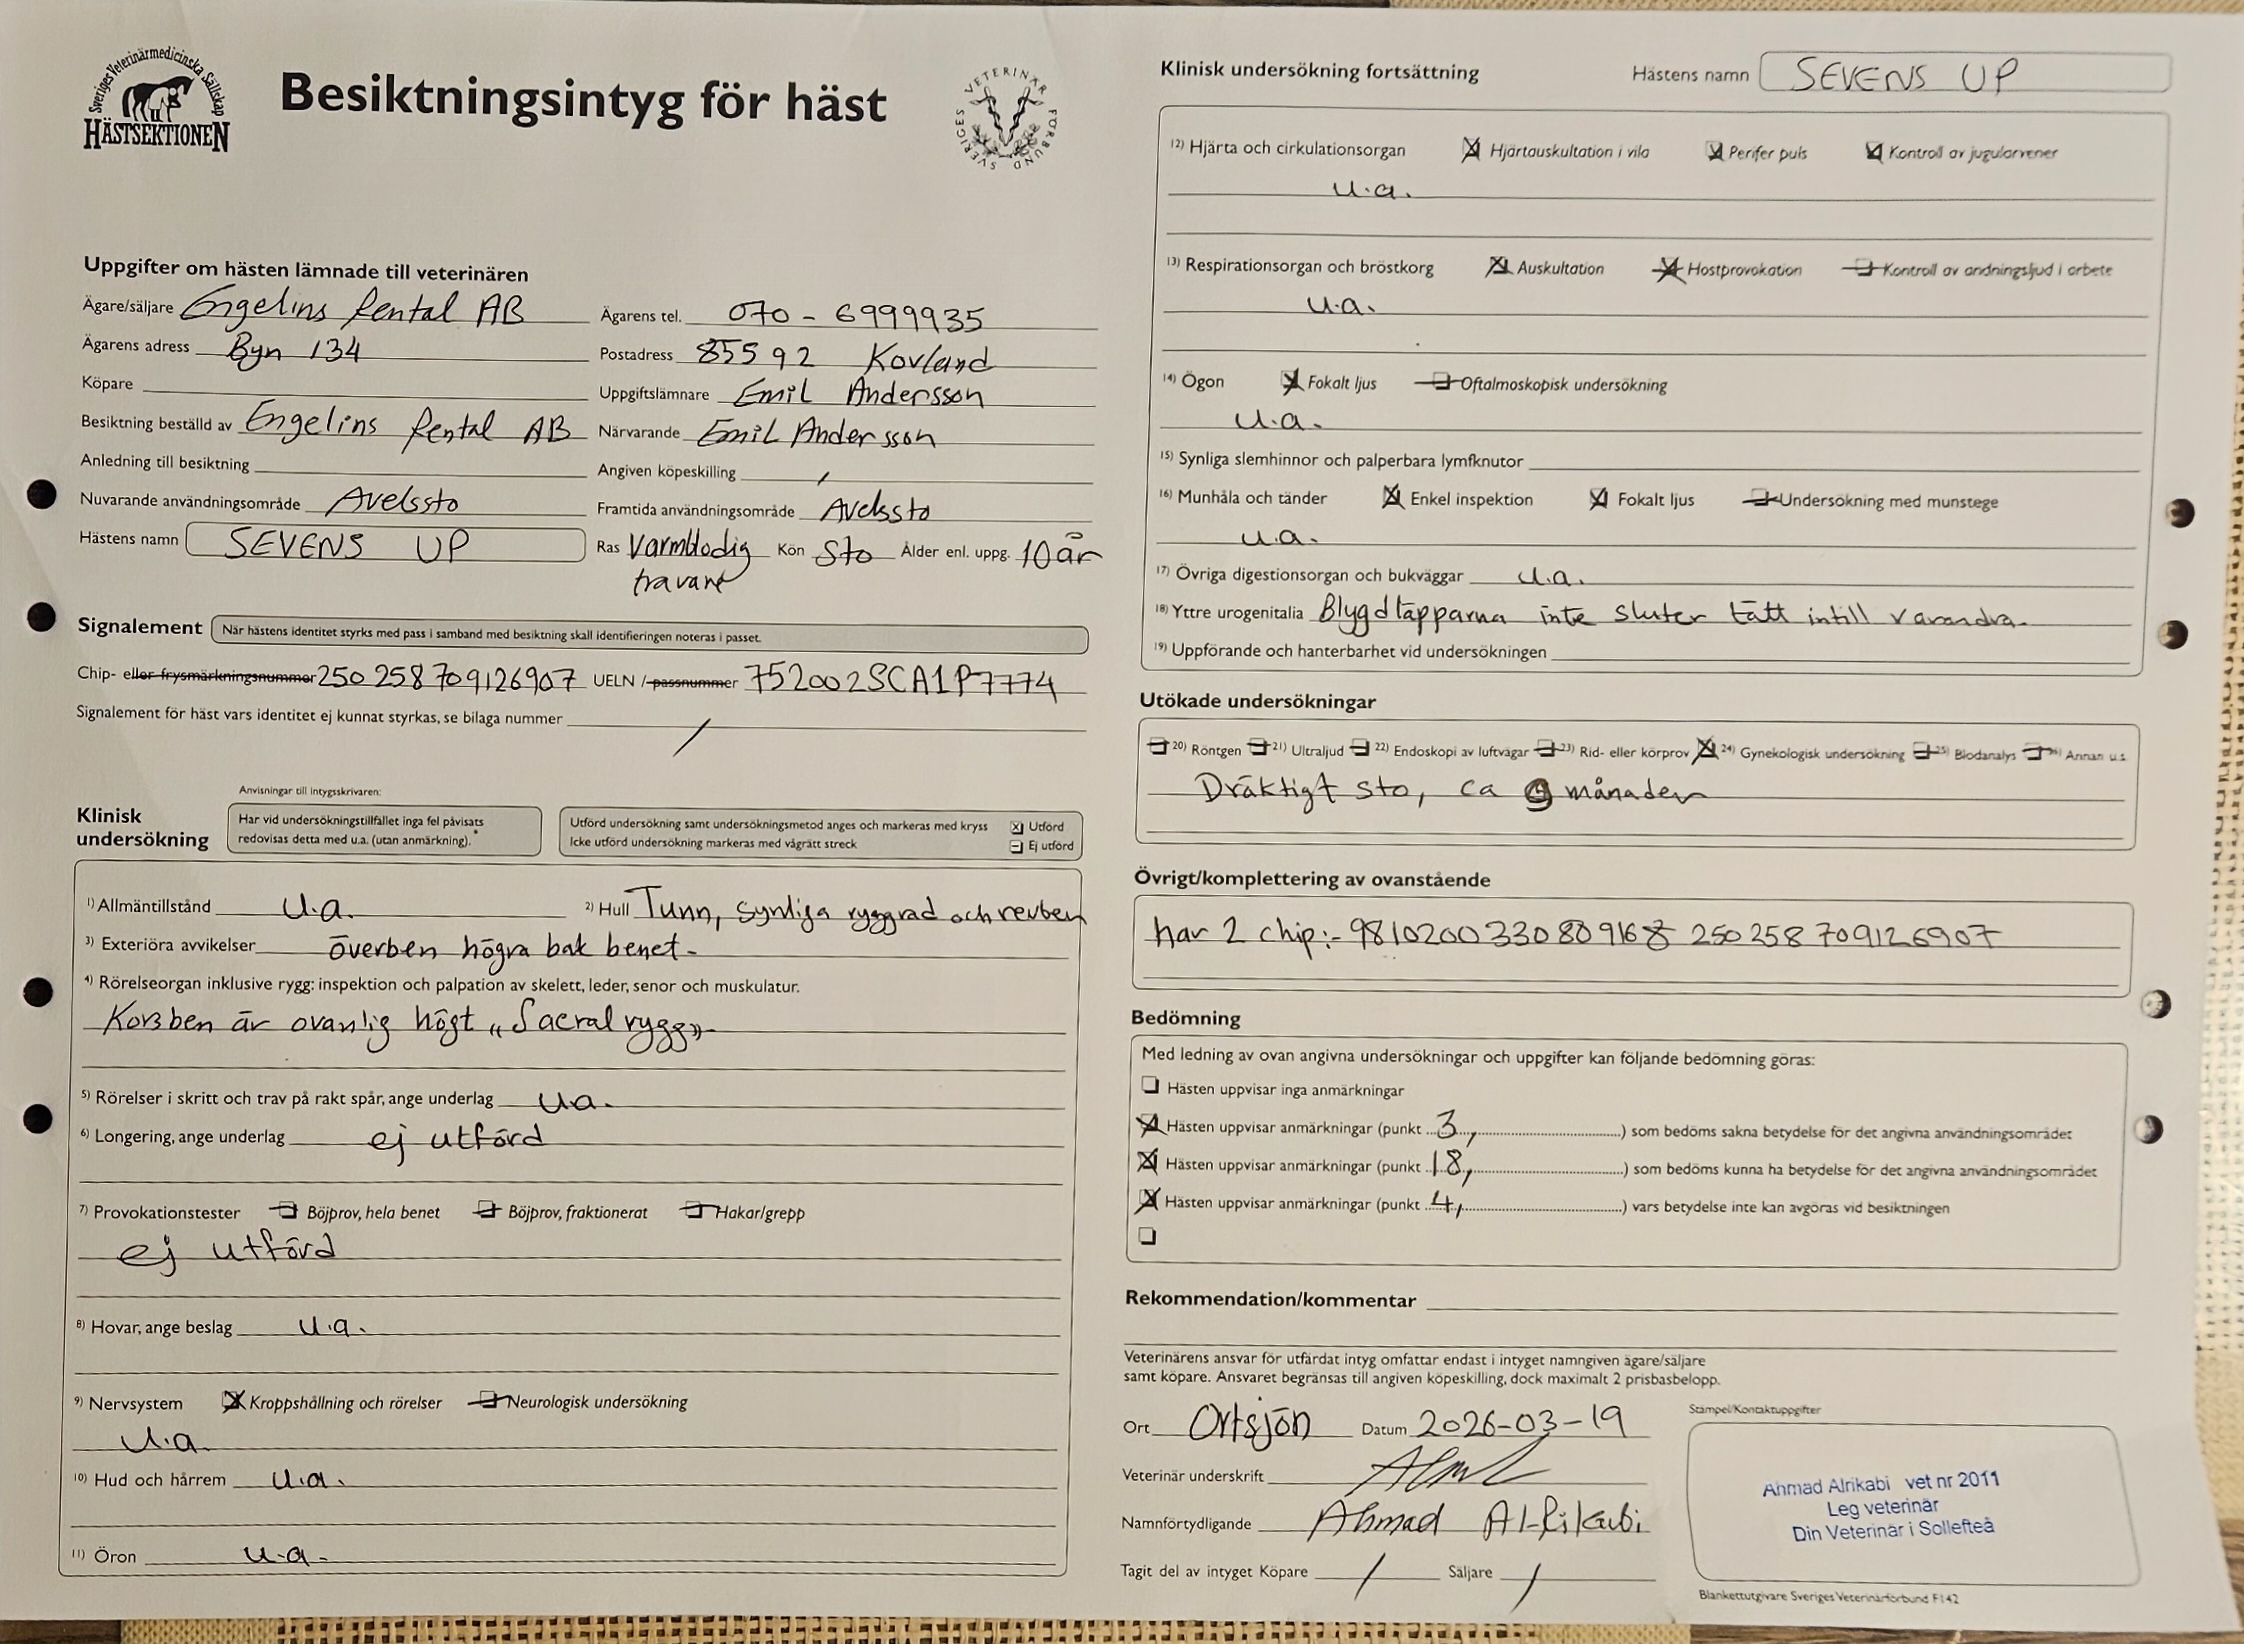 Sveriges Veterinärmedicinska Sällskap
HÄSTSEKTIONEN
Besiktningsintyg för häst
SVERIGES VETERINÄR FÖRBUND
Uppgifter om hästen lämnade till veterinären
Ägare/säljare Engelins Rental AB Ägarens tel. 070-6999935
Ägarens adress Byn 134 Postadress 855 92 Kovland
Köpare Uppgiftslämnare Emil Andersson
Besiktning beställd av Engelins Rental AB Närvarande Emil Andersson
Anledning till besiktning Angiven köpeskilling /
Nuvarande användningsområde Avelssto Framtida användningsområde Avelssto
Hästens namn SEVENS UP Ras Varmblodig travare Kön Sto Ålder enl. uppg. 10 år
Signalement När hästens identitet styrks med pass i samband med besiktning skall identifieringen noteras i passet.
Chip- eller frysmärkningsnummer 250 258 709126907 UELN /passnummer 752002SCA1P7774
Signalement för häst vars identitet ej kunnat styrkas, se bilaga nummer /
Anvisningar till intygsskrivaren:
Klinisk undersökning
Har vid undersökningstillfället inga fel påvisats redovisas detta med u.a. (utan anmärkning).
Utförd undersökning samt undersökningsmetod anges och markeras med kryss Utförd
Icke utförd undersökning markeras med vågrätt streck Ej utförd
1) Allmäntillstånd u.a. 2) Hull Tunn, synliga ryggrad och revben
3) Exteriöra avvikelser överben högra bak benet.
4) Rörelseorgan inklusive rygg: inspektion och palpation av skelett, leder, senor och muskulatur.
Korsben är ovanlig högt „Sacral rygg"
5) Rörelser i skritt och trav på rakt spår, ange underlag u.a.
6) Longering, ange underlag ej utförd
7) Provokationstester Böjprov, hela benet Böjprov, fraktionerat Hakar/grepp
ej utförd
8) Hovar, ange beslag u.a.
9) Nervsystem Kroppshållning och rörelser Neurologisk undersökning
u.a.
10) Hud och hårrem u.a.
11) Öron u.a.
Klinisk undersökning fortsättning Hästens namn SEVENS UP
12) Hjärta och cirkulationsorgan Hjärtauskultation i vila Perifer puls Kontroll av jugularvener
u.a.
13) Respirationsorgan och bröstkorg Auskultation Hostprovokation Kontroll av andningsljud i arbete
u.a.
14) Ögon Fokalt ljus Oftalmoskopisk undersökning
u.a.
15) Synliga slemhinnor och palperbara lymfknutor
16) Munhåla och tänder Enkel inspektion Fokalt ljus Undersökning med munstege
u.a.
17) Övriga digestionsorgan och bukväggar u.a.
18) Yttre urogenitalia Blygdläpparna inte sluter tätt intill varandra.
19) Uppförande och hanterbarhet vid undersökningen
Utökade undersökningar
20) Röntgen 21) Ultraljud 22) Endoskopi av luftvägar 23) Rid- eller körprov 24) Gynekologisk undersökning 25) Blodanalys 26) Annan u.s
Dräktigt sto, ca 9 månader
Övrigt/komplettering av ovanstående
har 2 chip:- 9810200330809168 250 258 709126907
Bedömning
Med ledning av ovan angivna undersökningar och uppgifter kan följande bedömning göras:
Hästen uppvisar inga anmärkningar
Hästen uppvisar anmärkningar (punkt 3,) som bedöms sakna betydelse för det angivna användningsområdet
Hästen uppvisar anmärkningar (punkt 18,) som bedöms kunna ha betydelse för det angivna användningsområdet
Hästen uppvisar anmärkningar (punkt 4,) vars betydelse inte kan avgöras vid besiktningen
Rekommendation/kommentar
Veterinärens ansvar för utfärdat intyg omfattar endast i intyget namngiven ägare/säljare
samt köpare. Ansvaret begränsas till angiven köpeskilling, dock maximalt 2 prisbasbelopp.
Ort Ortsjön Datum 2026-03-19
Veterinär underskrift
Namnförtydligande Ahmad Al-Rikabi
Tagit del av intyget Köpare / Säljare /
Stämpel/Kontaktuppgifter
Ahmad Alrikabi vet nr 2011
Leg veterinär
Din Veterinär i Sollefteå
Blankettutgivare Sveriges Veterinärförbund F142